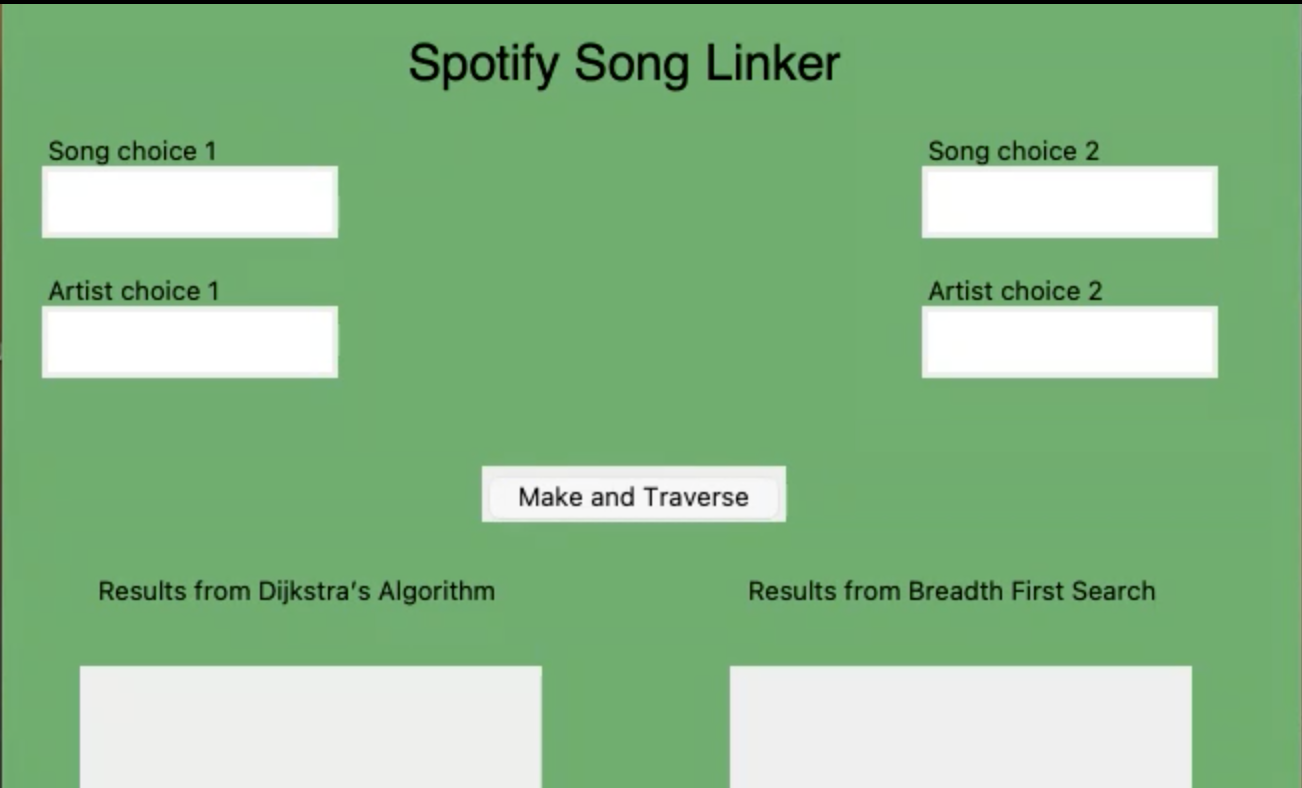 Spotify Song Linker
Song choice 1
Song choice 2
Artist choice 1
Artist choice 2
Make and Traverse
Results from Dijkstra's Algorithm
Results from Breadth First Search